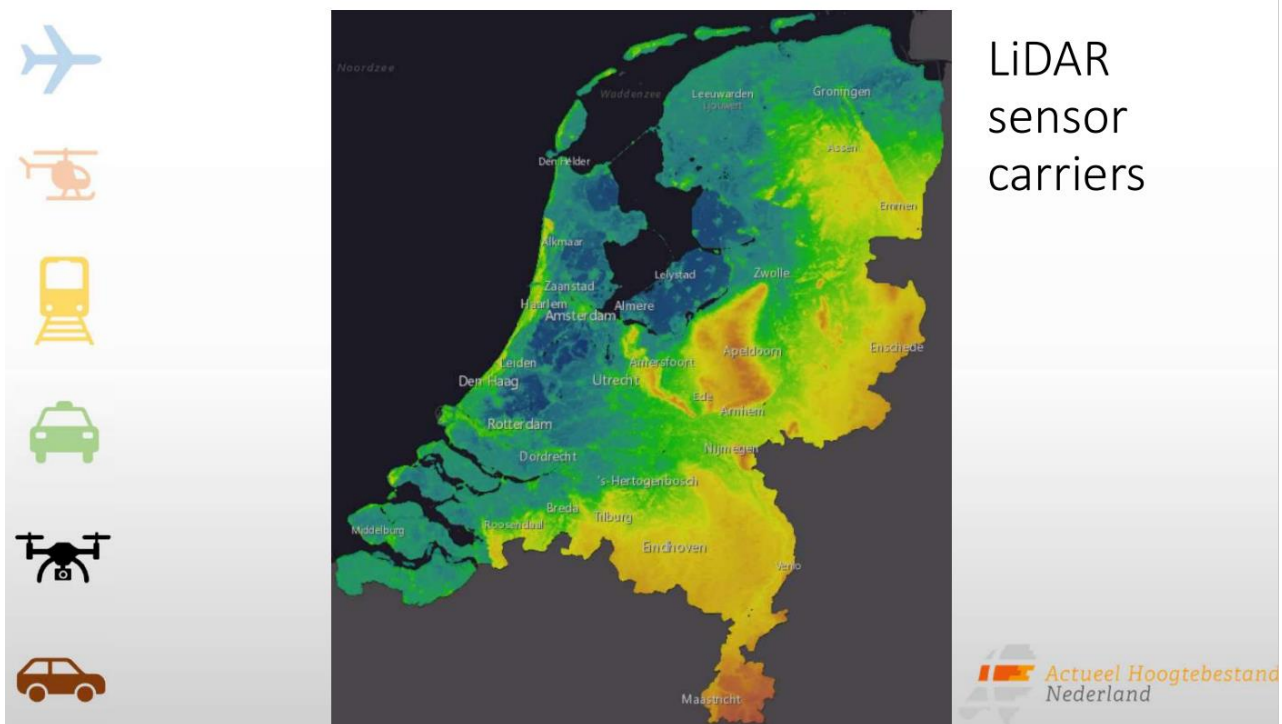 LiDAR
sensor
carriers
Noordzee
Waddenzee
Leeuwarden
Ljouwert
Groningen
Assen
Den Helder
Emmen
Alkmaar
Lelystad
Zwolle
Zaanstad
Haarlem
Almere
Amsterdam
Enschede
Apeldoorn
Leiden
Amersfoort
Den Haag
Utrecht
Ede
Arnhem
Rotterdam
Nijmegen
Dordrecht
's-Hertogenbosch
Breda
Tilburg
Roosendaal
Middelburg
Eindhoven
Venlo
Maastricht
Actueel Hoogtebestand
Nederland